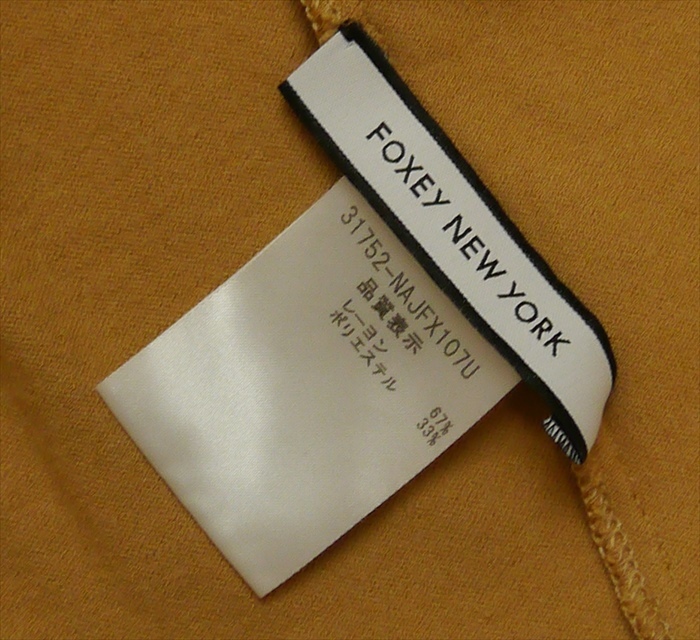 FOXEY NEW YORK
31752-NAJFX107U
品質表示
レーヨン 67%
ポリエステル 33%